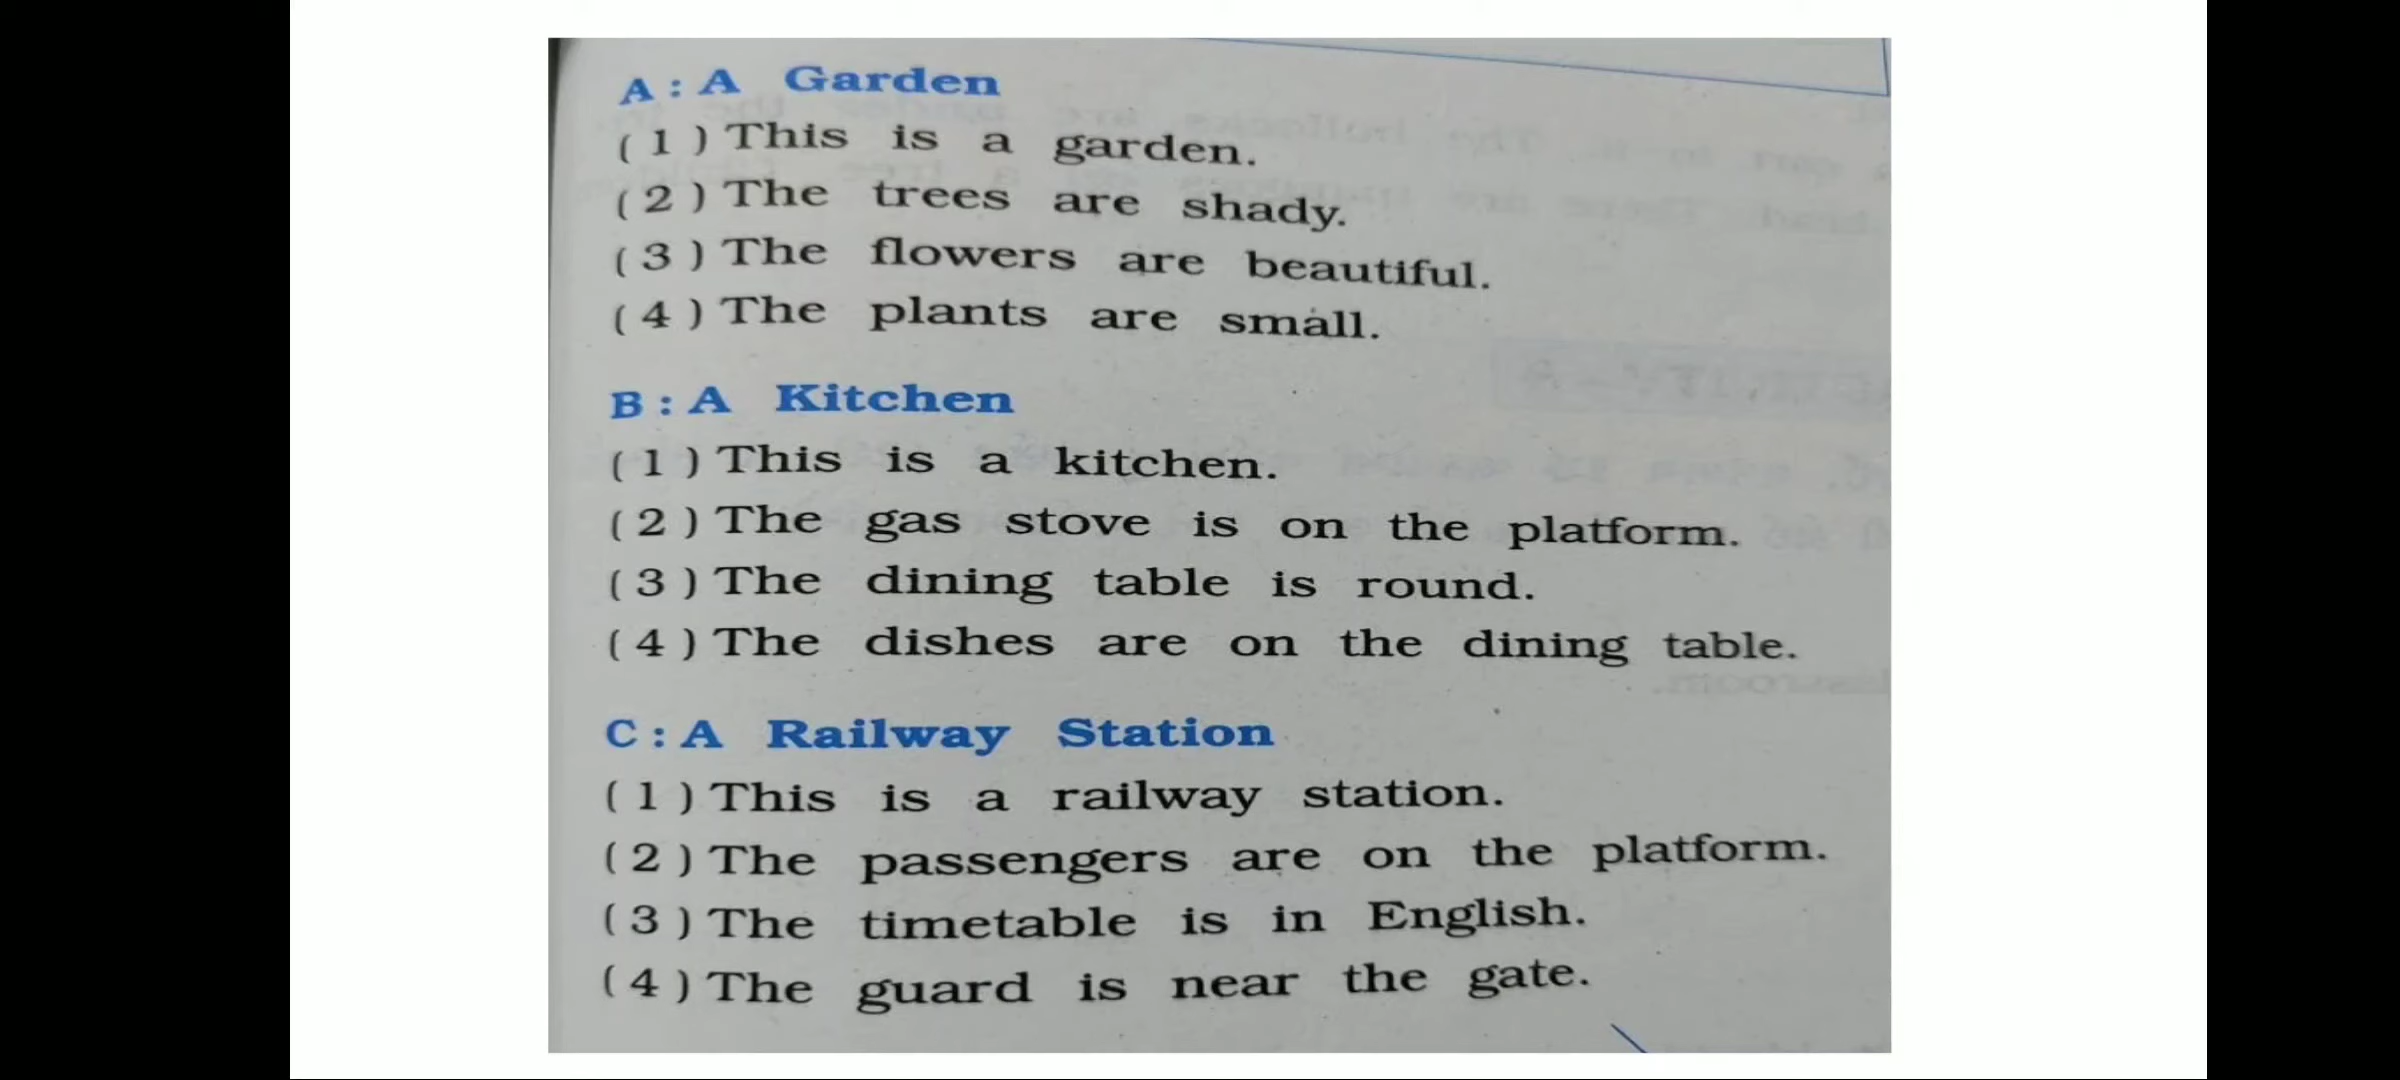 A : A Garden
( 1 ) This is a garden.
( 2 ) The trees are shady.
( 3 ) The flowers are beautiful.
( 4 ) The plants are small.
B : A Kitchen
( 1 ) This is a kitchen.
( 2 ) The gas stove is on the platform.
( 3 ) The dining table is round.
( 4 ) The dishes are on the dining table.
C : A Railway Station
( 1 ) This is a railway station.
( 2 ) The passengers are on the platform.
( 3 ) The timetable is in English.
( 4 ) The guard is near the gate.